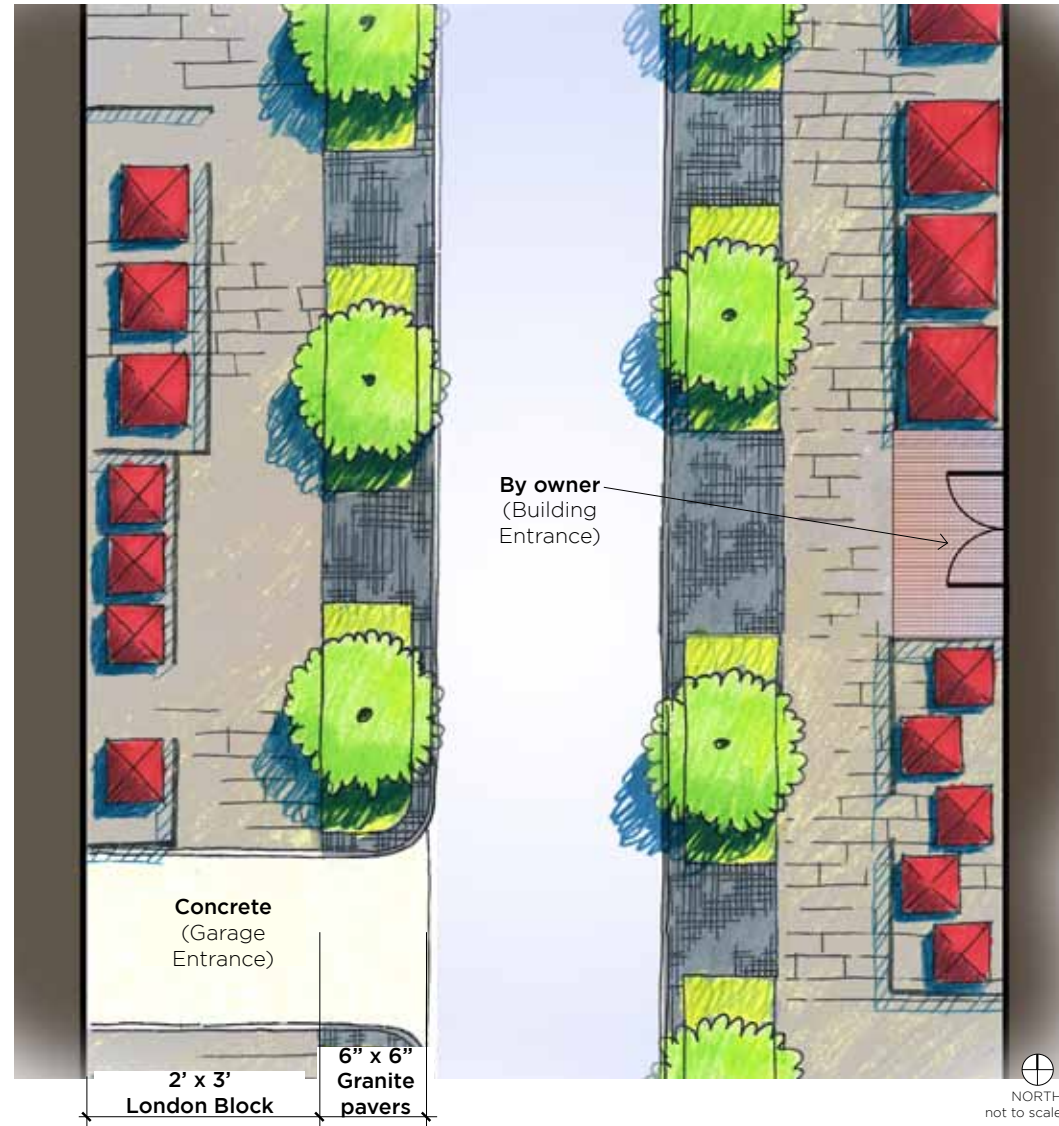 By owner
(Building
Entrance)
Concrete
(Garage
Entrance)
2’ x 3’
London Block
6” x 6”
Granite
pavers
NORTH
not to scale